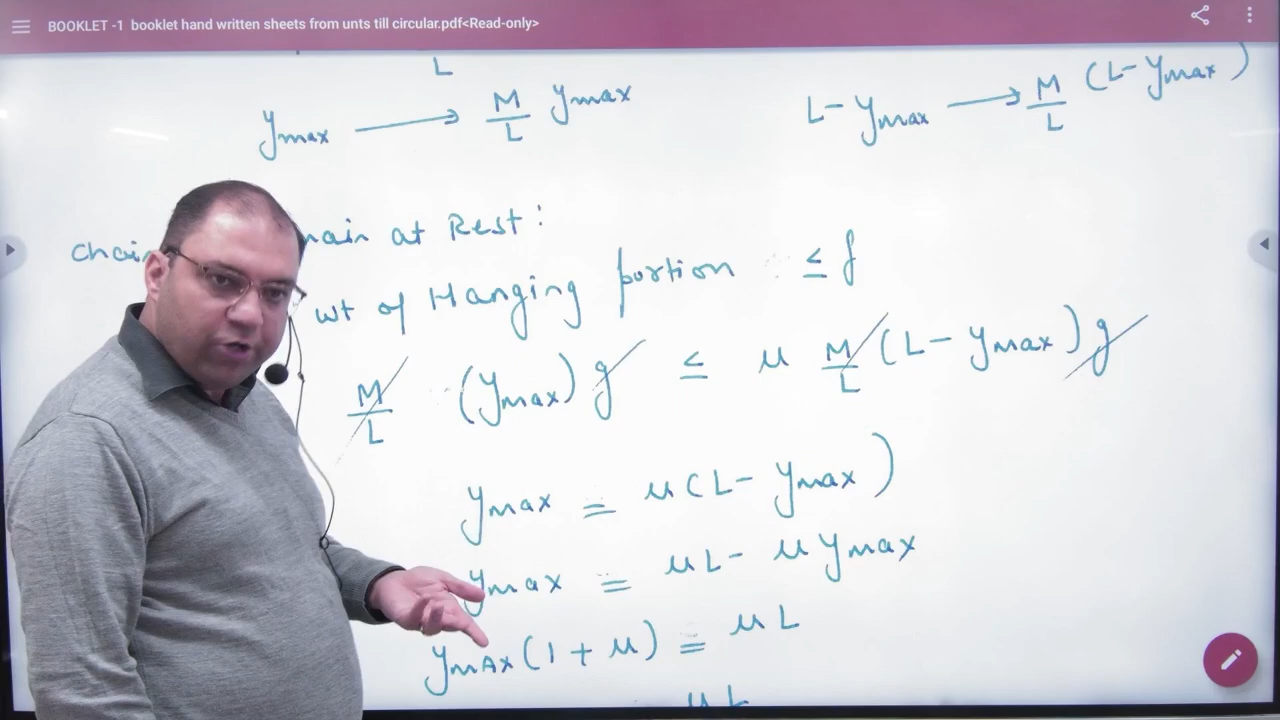 BOOKLET -1 booklet hand written sheets from unts till circular.pdf<Read-only>
L
ymax → M/L ymax L- ymax → M/L (L- ymax)
at Rest:
wt of Hanging portion ≤ f
M/L (ymax) g ≤ μ M/L (L- ymax) g
ymax = μ(L- ymax)
ymax = μL- μymax
ymax(1 + μ) = μL
μL